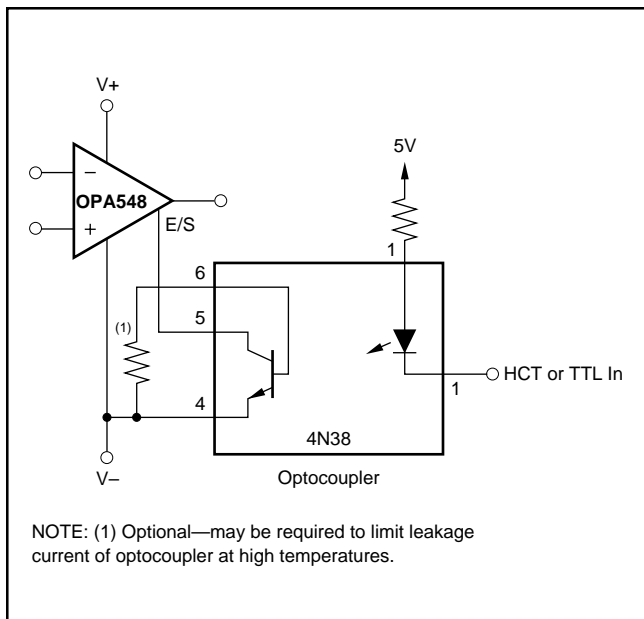 V+
5V
−
OPA548
+
E/S
1
6
(1)
5
4
1
HCT or TTL In
4N38
V–
Optocoupler
NOTE: (1) Optional—may be required to limit leakage
current of optocoupler at high temperatures.